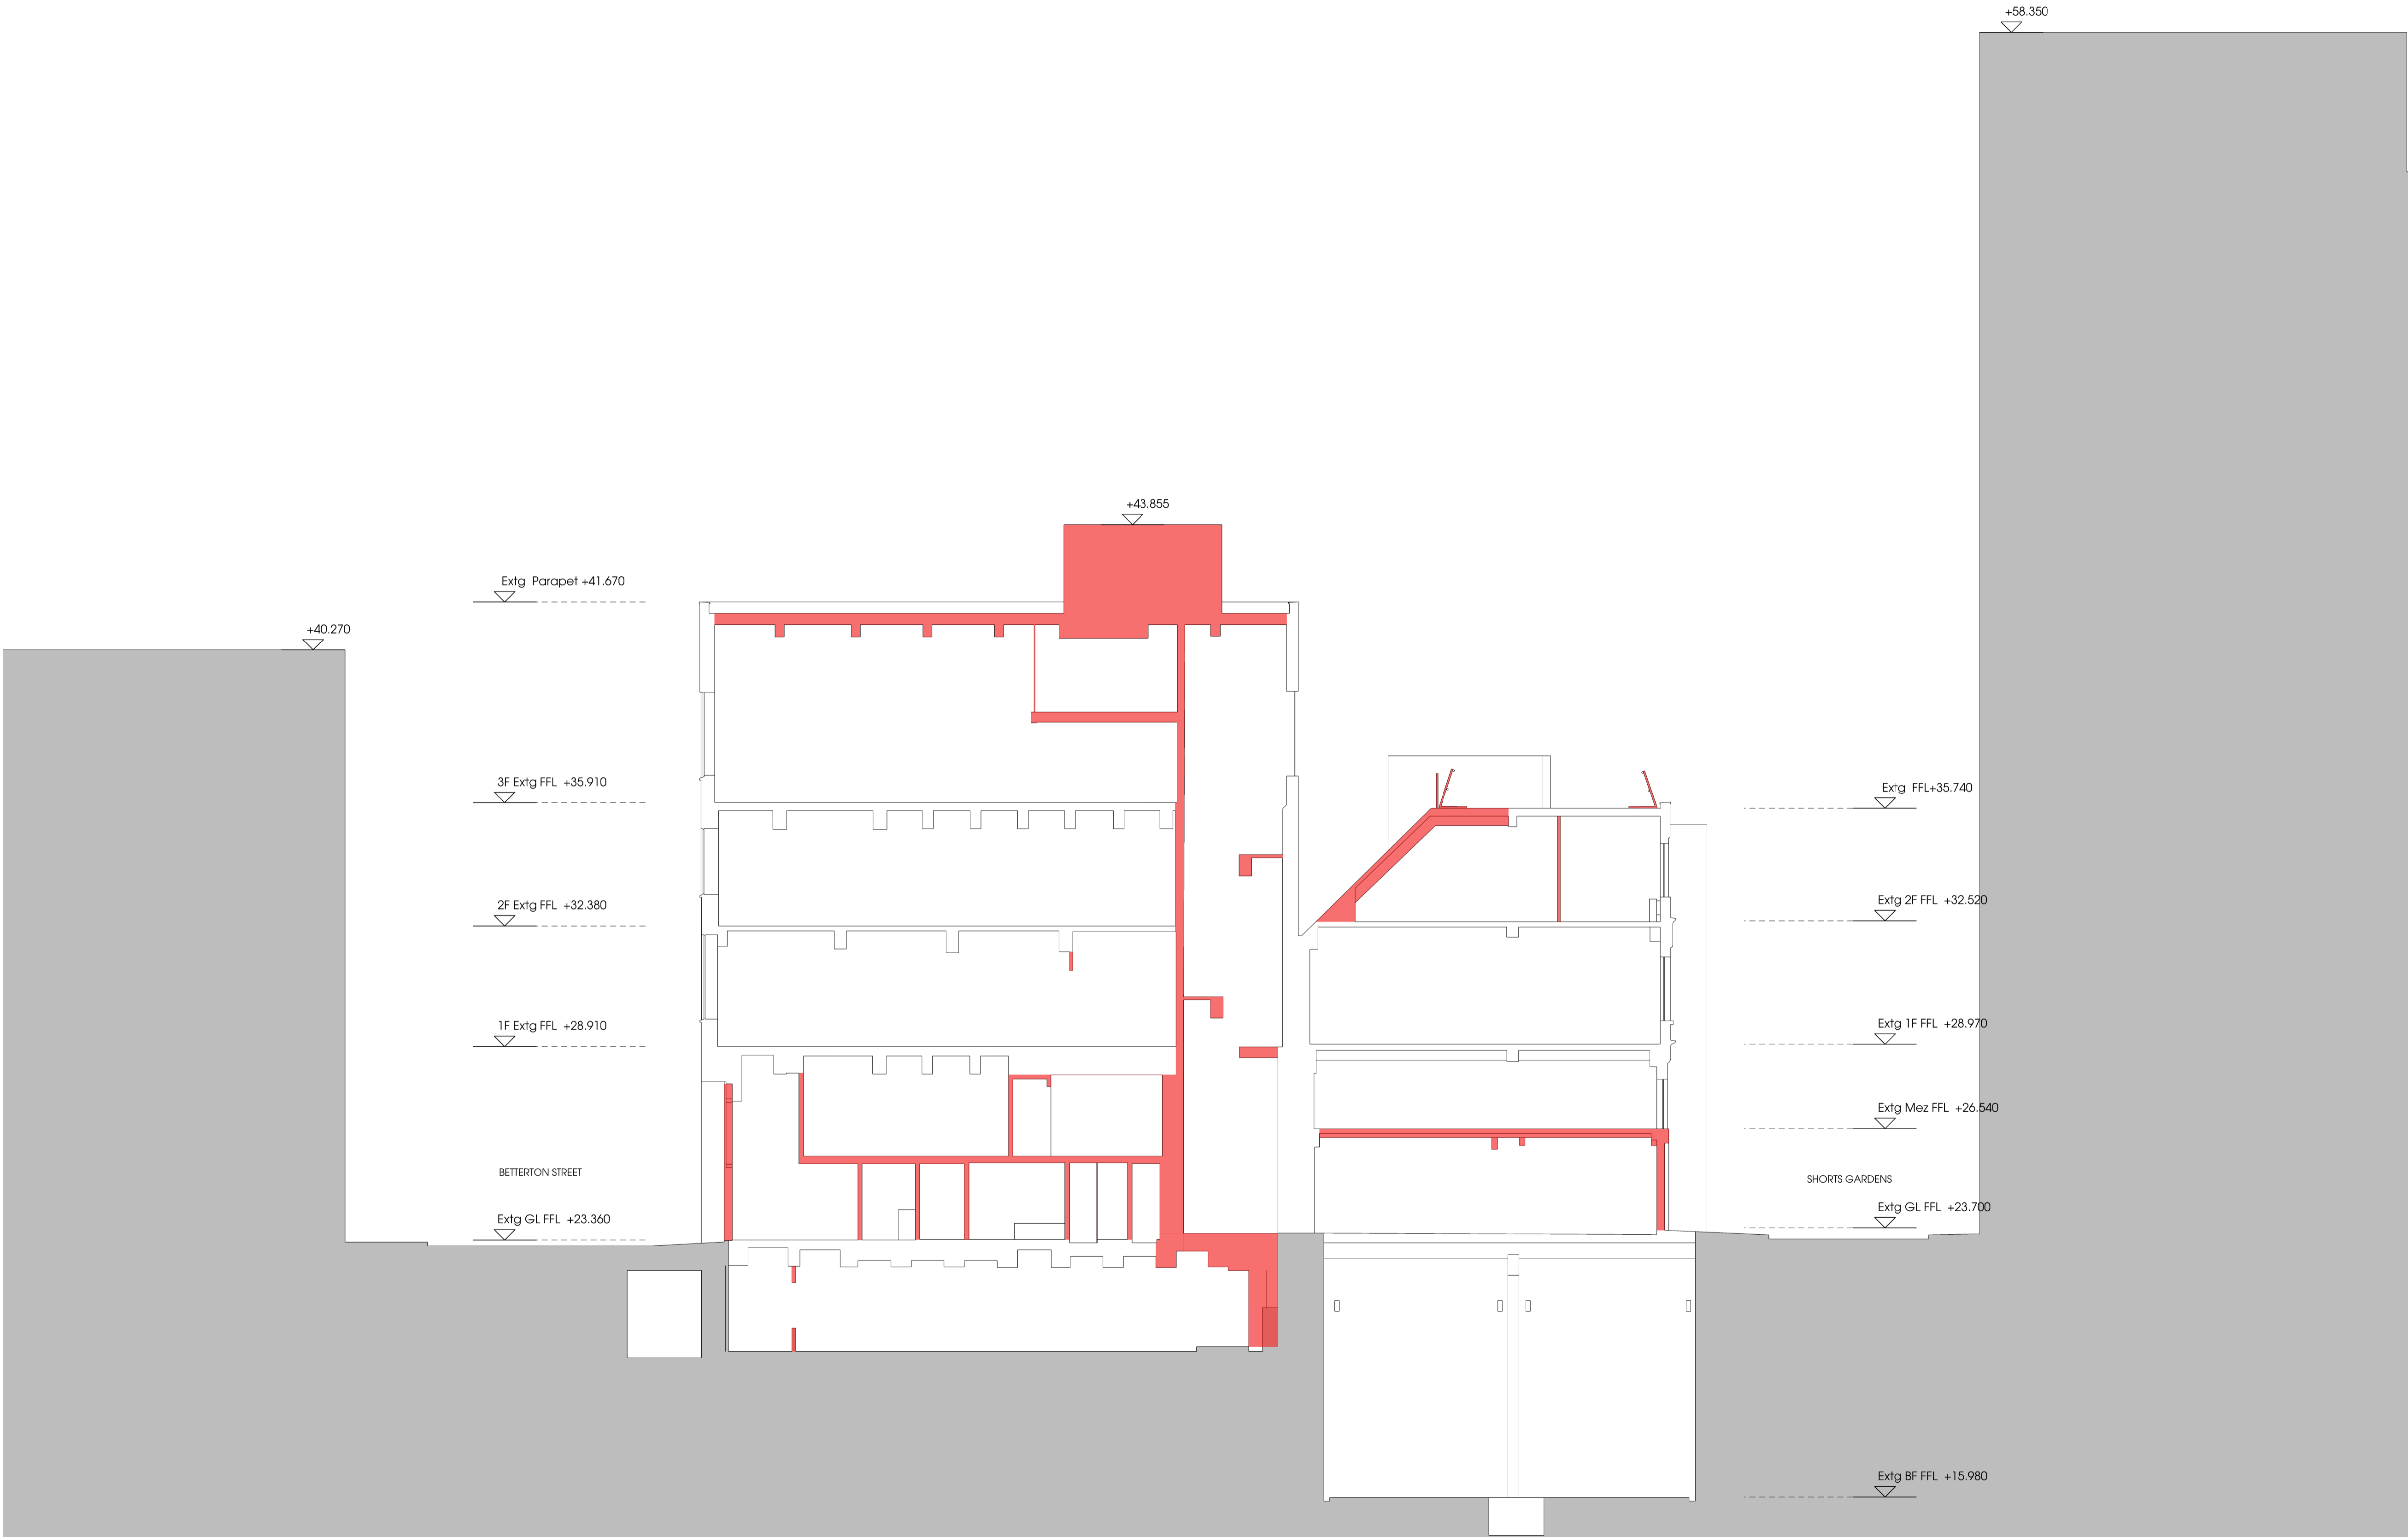 +58.350
+43.855
Extg Parapet +41.670
+40.270
3F Extg FFL +35.910
Extg FFL+35.740
2F Extg FFL +32.380
Extg 2F FFL +32.520
1F Extg FFL +28.910
Extg 1F FFL +28.970
Extg Mez FFL +26.540
BETTERTON STREET
SHORTS GARDENS
Extg GL FFL +23.360
Extg GL FFL +23.700
Extg BF FFL +15.980